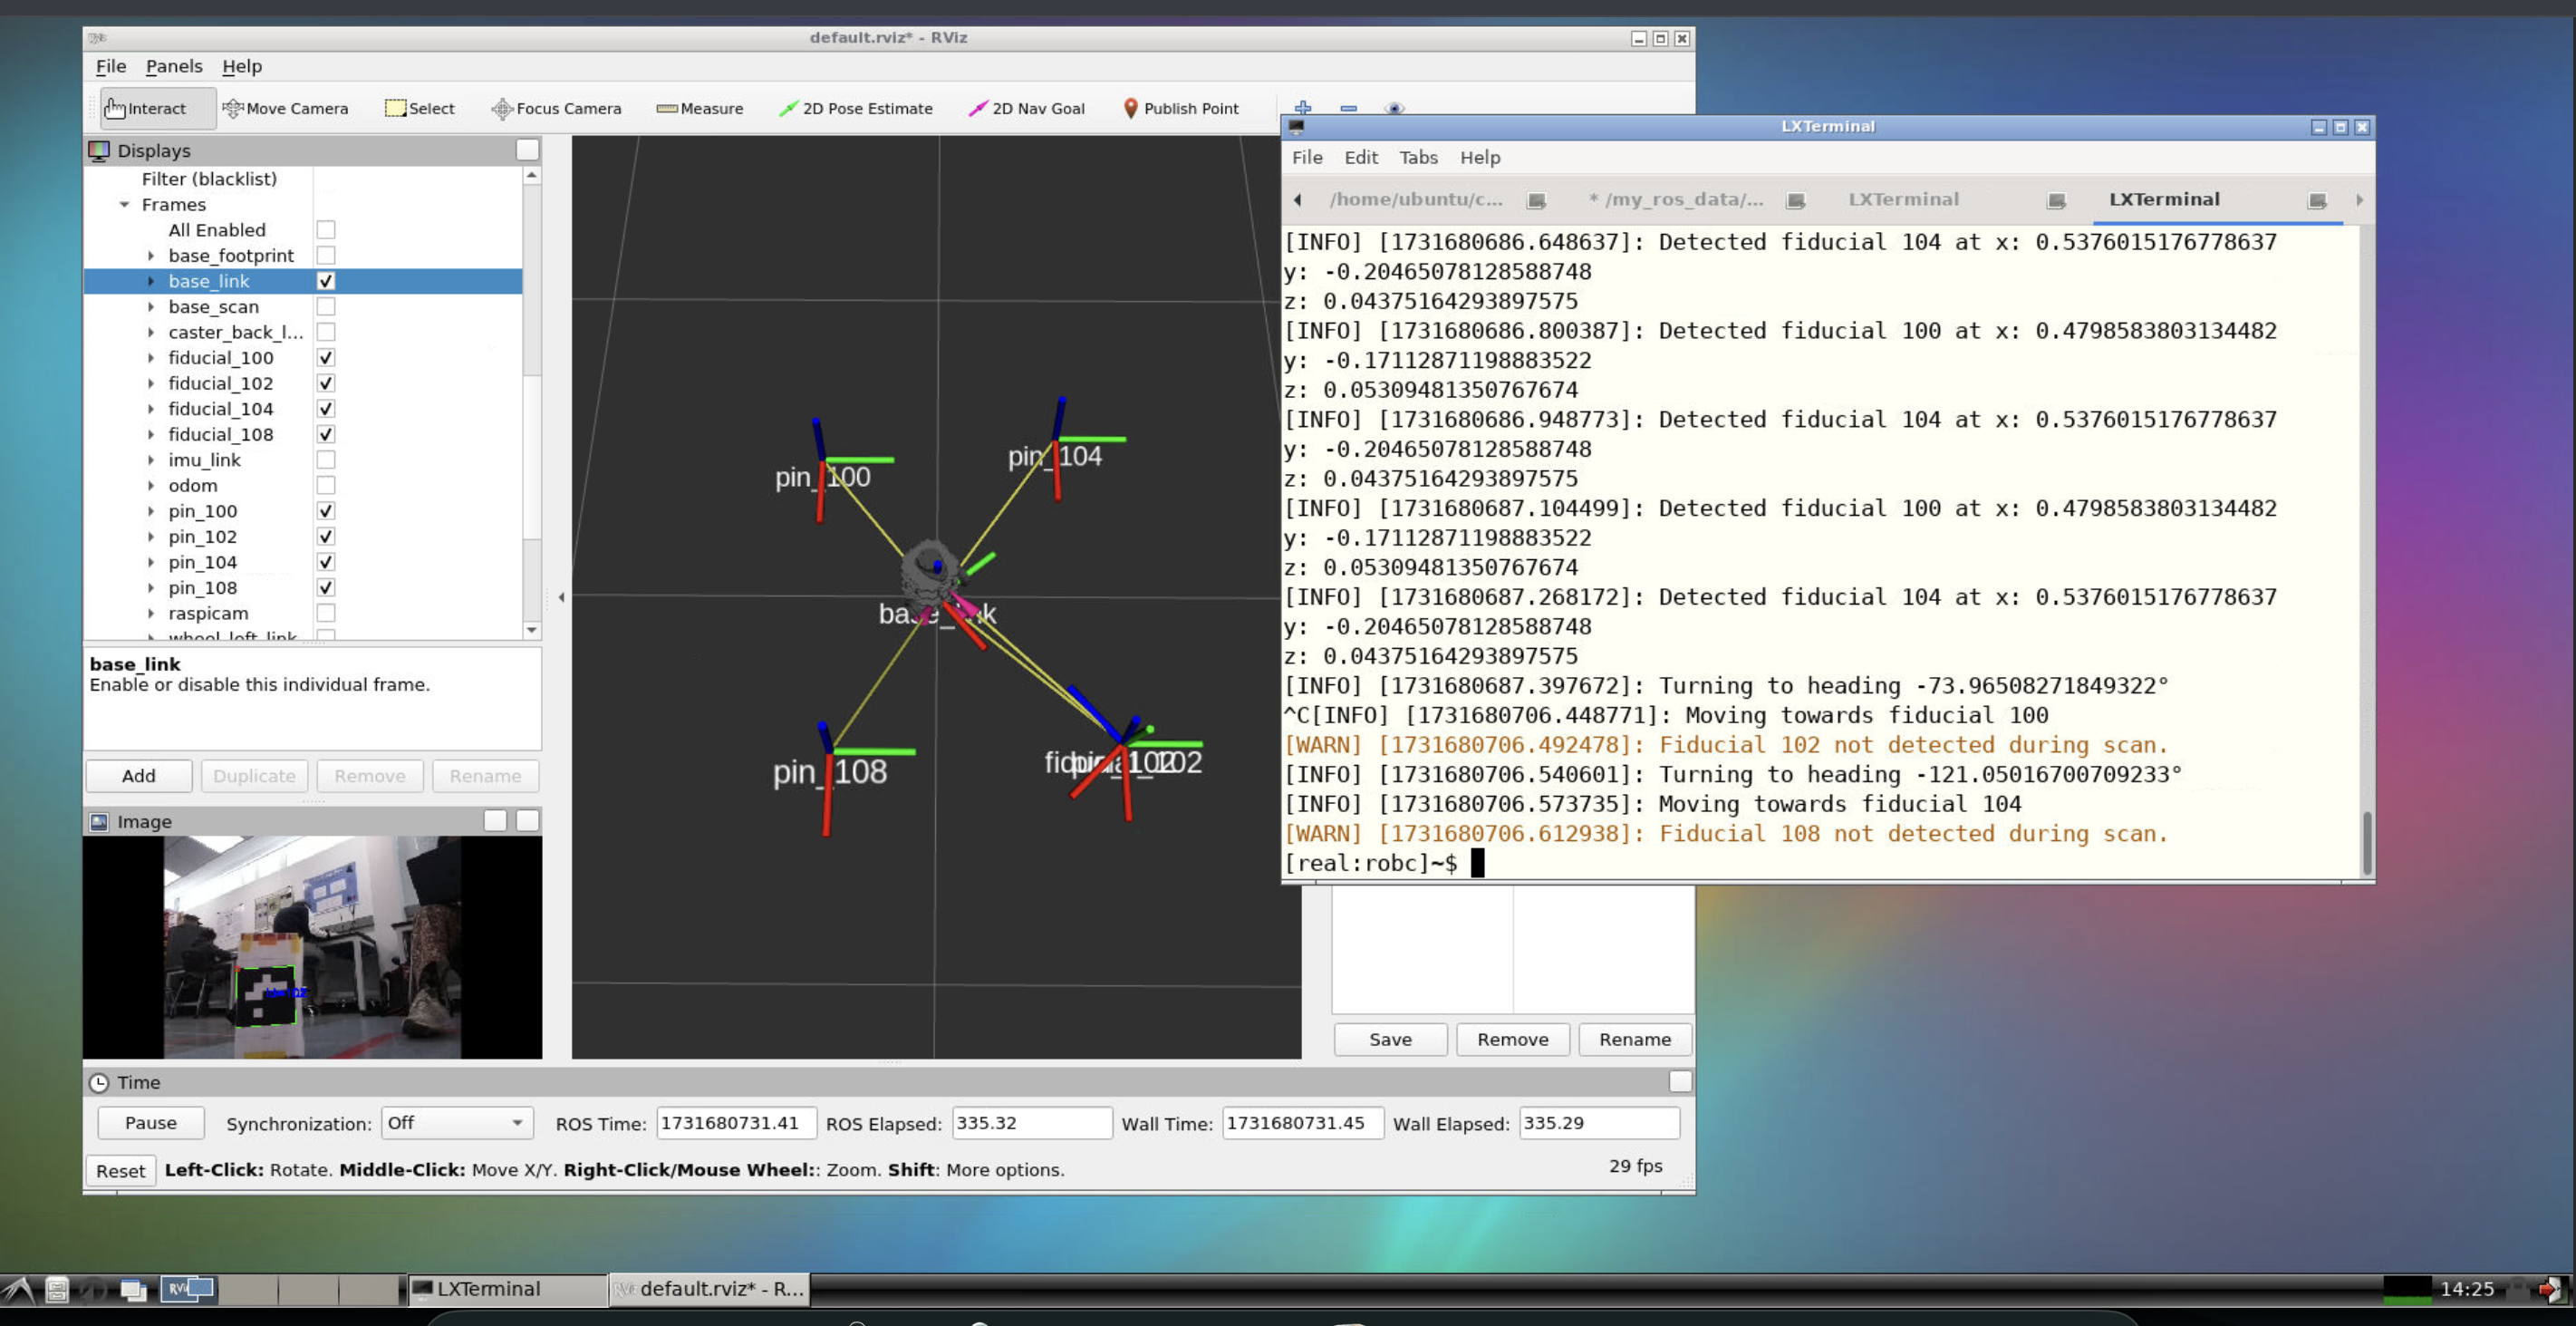 default.rviz* - RViz
File Panels Help
Interact Move Camera Select Focus Camera Measure 2D Pose Estimate 2D Nav Goal Publish Point
Displays
Filter (blacklist)
Frames
All Enabled
base_footprint
base_link
base_scan
caster_back_l...
fiducial_100
fiducial_102
fiducial_104
fiducial_108
imu_link
odom
pin_100
pin_102
pin_104
pin_108
raspicam
wheel_left_link
base_link
Enable or disable this individual frame.
Add Duplicate Remove Rename
Image
id=102
pin_100
pin_104
base_link
pin_108
LXTerminal
File Edit Tabs Help
/home/ubuntu/c... * /my_ros_data/... LXTerminal LXTerminal
[INFO] [1731680686.648637]: Detected fiducial 104 at x: 0.5376015176778637
y: -0.20465078128588748
z: 0.04375164293897575
[INFO] [1731680686.800387]: Detected fiducial 100 at x: 0.4798583803134482
y: -0.17112871198883522
z: 0.05309481350767674
[INFO] [1731680686.948773]: Detected fiducial 104 at x: 0.5376015176778637
y: -0.20465078128588748
z: 0.04375164293897575
[INFO] [1731680687.104499]: Detected fiducial 100 at x: 0.4798583803134482
y: -0.17112871198883522
z: 0.05309481350767674
[INFO] [1731680687.268172]: Detected fiducial 104 at x: 0.5376015176778637
y: -0.20465078128588748
z: 0.04375164293897575
[INFO] [1731680687.397672]: Turning to heading -73.96508271849322°
^C[INFO] [1731680706.448771]: Moving towards fiducial 100
[WARN] [1731680706.492478]: Fiducial 102 not detected during scan.
[INFO] [1731680706.540601]: Turning to heading -121.05016700709233°
[INFO] [1731680706.573735]: Moving towards fiducial 104
[WARN] [1731680706.612938]: Fiducial 108 not detected during scan.
[real:robc]~$
Save Remove Rename
Time
Pause Synchronization: Off ROS Time: 1731680731.41 ROS Elapsed: 335.32 Wall Time: 1731680731.45 Wall Elapsed: 335.29
Reset Left-Click: Rotate. Middle-Click: Move X/Y. Right-Click/Mouse Wheel:: Zoom. Shift: More options. 29 fps
LXTerminal default.rviz* - R... 14:25